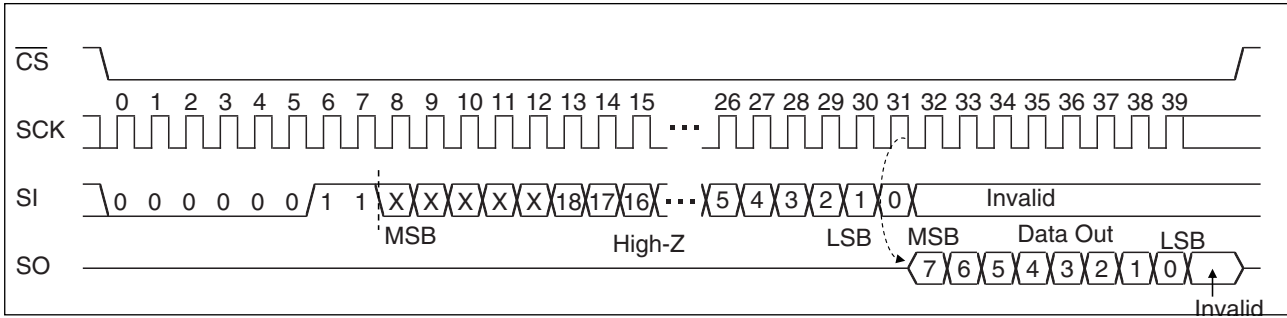 CS
0 1 2 3 4 5 6 7 8 9 10 11 12 13 14 15 26 27 28 29 30 31 32 33 34 35 36 37 38 39
SCK ...
SI 0 0 0 0 0 0 1 1 X X X X X 18 17 16 ... 5 4 3 2 1 0 Invalid
MSB High-Z LSB MSB Data Out LSB
SO 7 6 5 4 3 2 1 0
Invalid